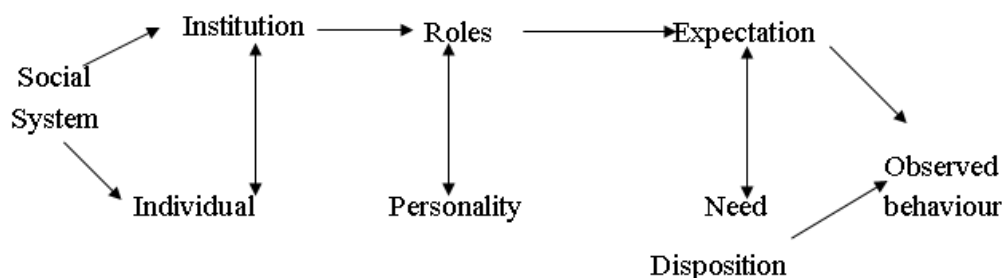 Institution
Roles
Expectation
Social
System
Observed
behaviour
Individual
Personality
Need
Disposition